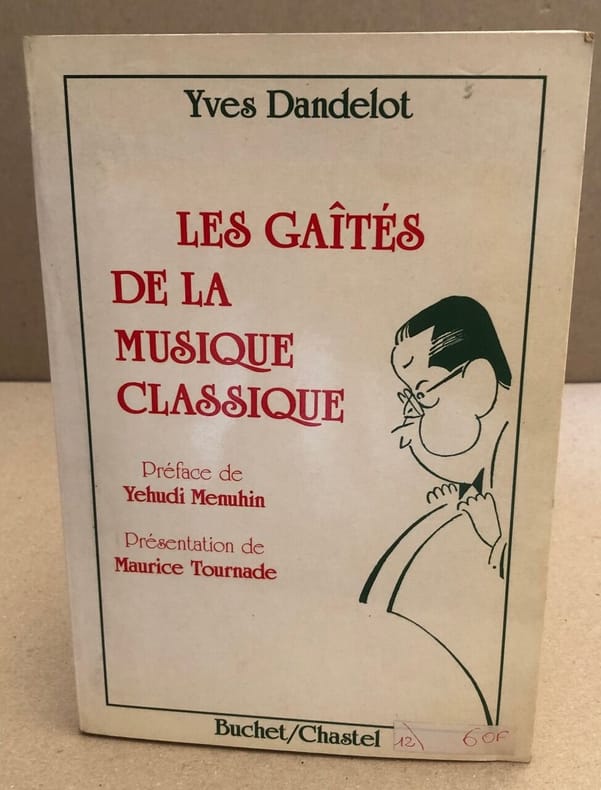 Yves Dandelot
LES GAÎTÉS
DE LA
MUSIQUE
CLASSIQUE
Préface de
Yehudi Menuhin
Présentation de
Maurice Tournade
Buchet/Chastel
12 60F